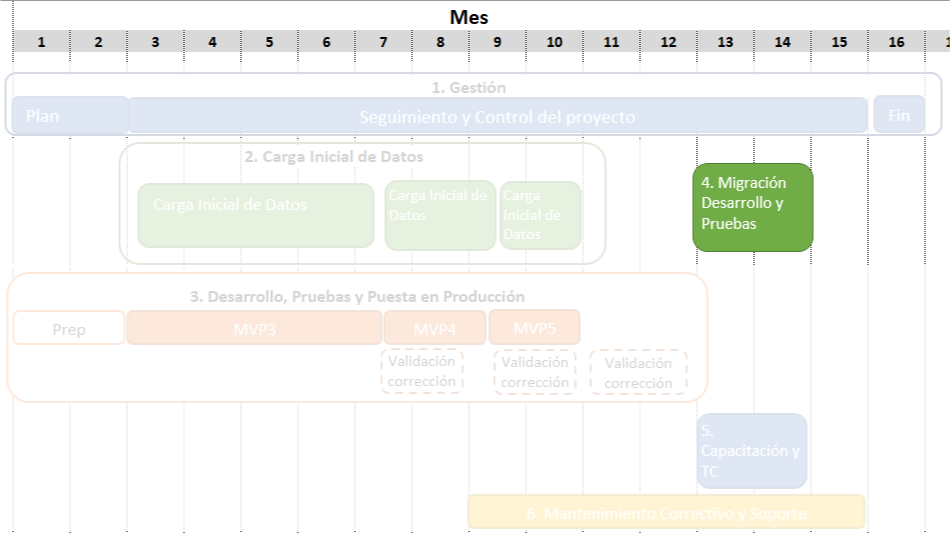 Mes
1 2 3 4 5 6 7 8 9 10 11 12 13 14 15 16
1. Gestión
Plan
Seguimiento y Control del proyecto
Fin
2. Carga Inicial de Datos
Carga Inicial de Datos
Carga Inicial de
Datos
Carga
Inicial de
Datos
4. Migración
Desarrollo y
Pruebas
3. Desarrollo, Pruebas y Puesta en Producción
Prep
MVP3
MVP4
MVP5
Validación
corrección
Validación
corrección
Validación
corrección
5.
Capacitación y
TC
6. Mantenimiento Correctivo y Soporte